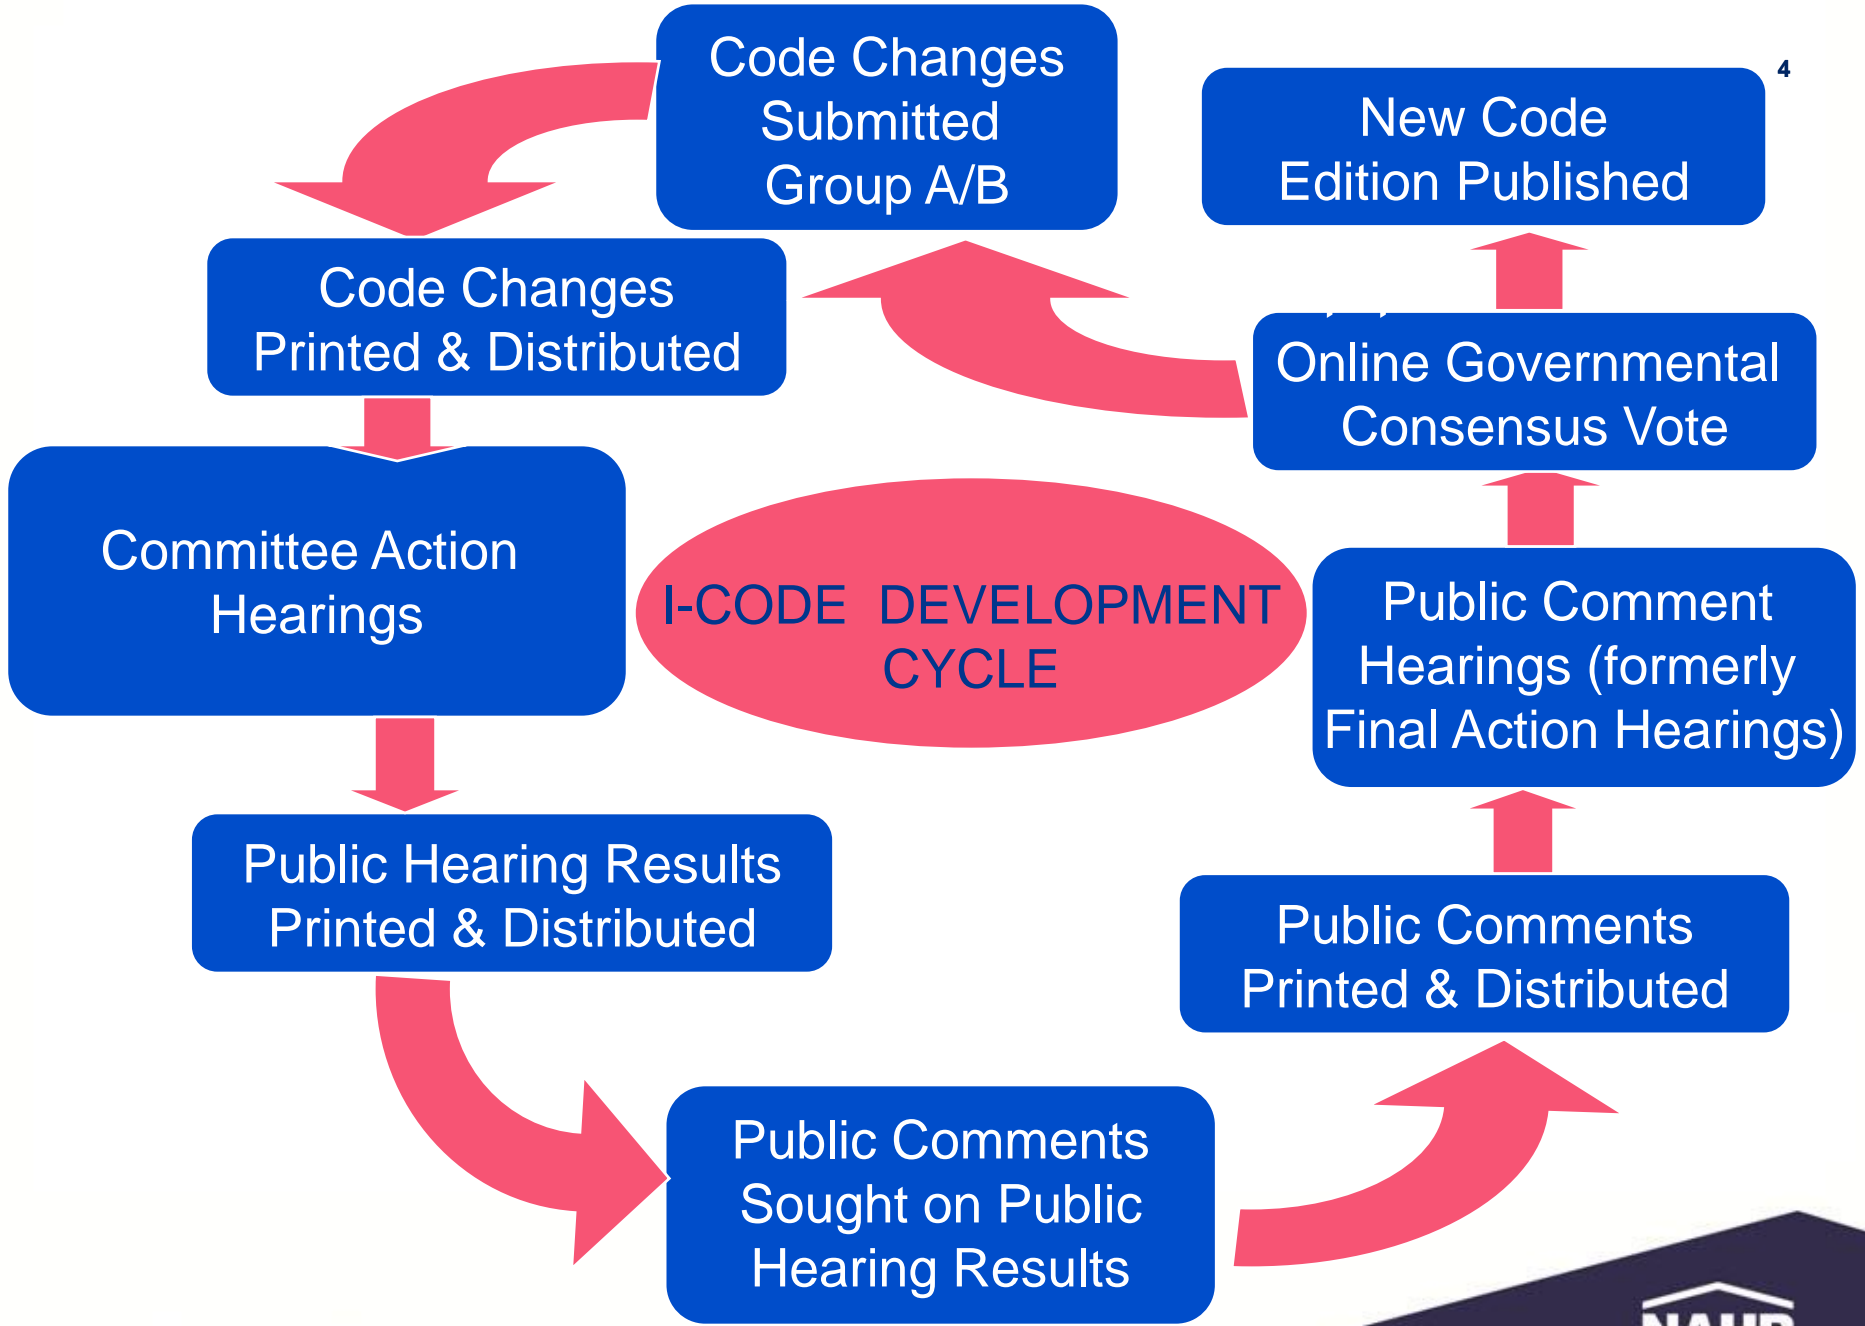 4
Code Changes
Submitted
Group A/B
New Code
Edition Published
Code Changes
Printed & Distributed
Online Governmental
Consensus Vote
Committee Action
Hearings
I-CODE DEVELOPMENT
CYCLE
Public Comment
Hearings (formerly
Final Action Hearings)
Public Hearing Results
Printed & Distributed
Public Comments
Printed & Distributed
Public Comments
Sought on Public
Hearing Results
NAHB